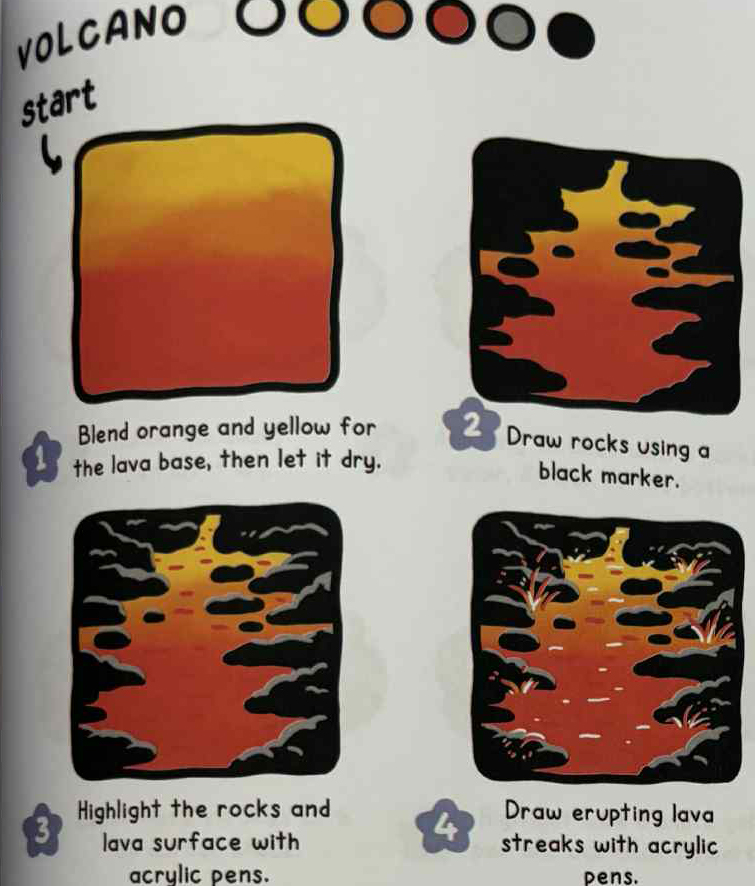 VOLCANO
start
1
Blend orange and yellow for
the lava base, then let it dry.
2
Draw rocks using a
black marker.
3
Highlight the rocks and
lava surface with
acrylic pens.
4
Draw erupting lava
streaks with acrylic
pens.